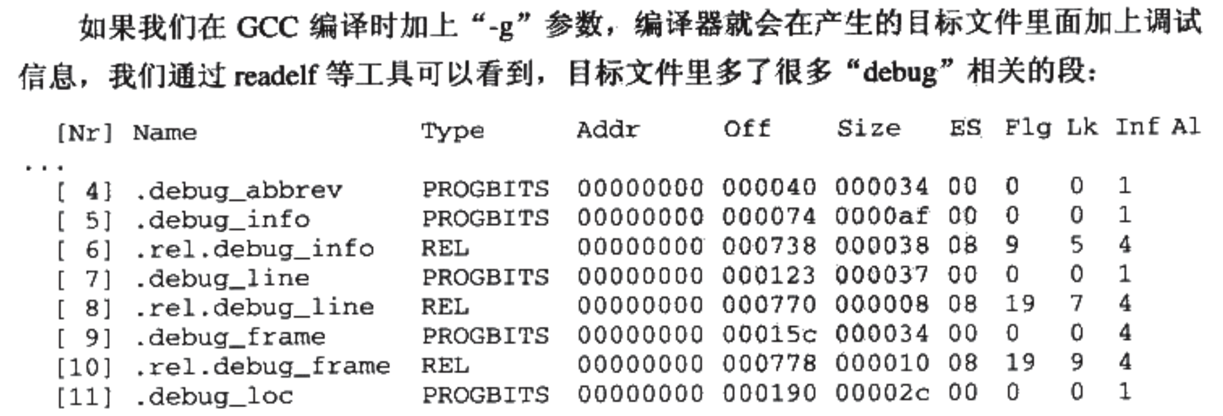 如果我们在 GCC 编译时加上“-g”参数，编译器就会在产生的目标文件里面加上调试
信息，我们通过 readelf 等工具可以看到，目标文件里多了很多“debug”相关的段：
[Nr] Name Type Addr Off Size ES Flg Lk Inf Al
...
[ 4] .debug_abbrev PROGBITS 00000000 000040 000034 00 0 0 1
[ 5] .debug_info PROGBITS 00000000 000074 0000af 00 0 0 1
[ 6] .rel.debug_info REL 00000000 000738 000038 08 9 5 4
[ 7] .debug_line PROGBITS 00000000 000123 000037 00 0 0 1
[ 8] .rel.debug_line REL 00000000 000770 000008 08 19 7 4
[ 9] .debug_frame PROGBITS 00000000 00015c 000034 00 0 0 4
[10] .rel.debug_frame REL 00000000 000778 000010 08 19 9 4
[11] .debug_loc PROGBITS 00000000 000190 00002c 00 0 0 1